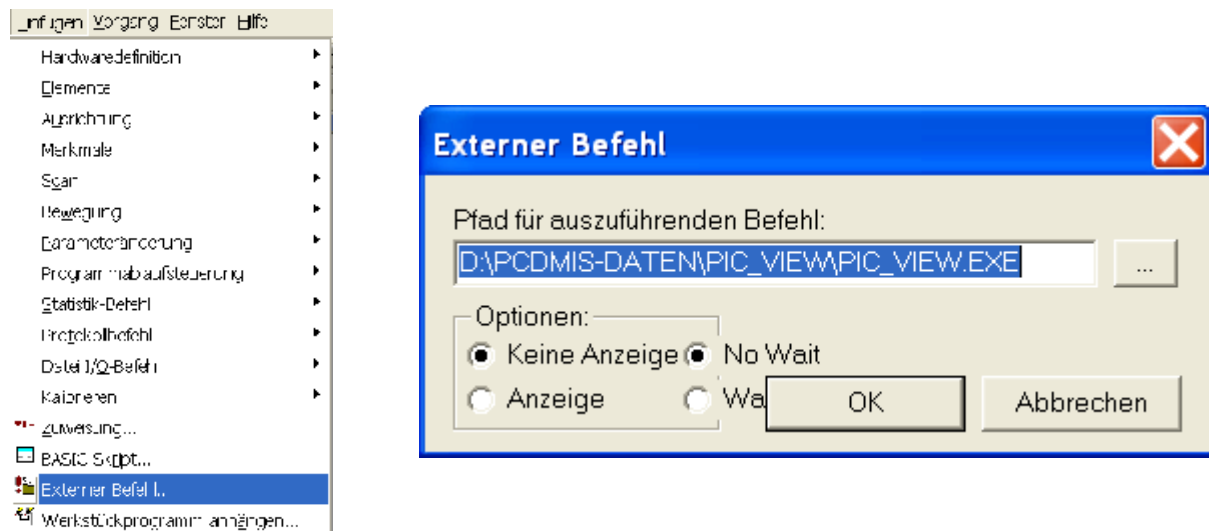 Einfügen Vorgang Fenster Hilfe
Hardwaredefinition
Elemente
Ausrichtung
Merkmale
Scan
Bewegung
Parameteränderung
Programmablaufsteuerung
Statistik-Befehl
Protokollbefehl
Datei I/O-Befehl
Kalibrieren
Zuweisung...
BASIC Skript...
Externer Befehl..
Werkstückprogramm anhängen...
Externer Befehl
Pfad für auszuführenden Befehl:
D:\PCDMIS-DATEN\PIC_VIEW\PIC_VIEW.EXE
...
Optionen:
Keine Anzeige No Wait
Anzeige Wa
OK Abbrechen